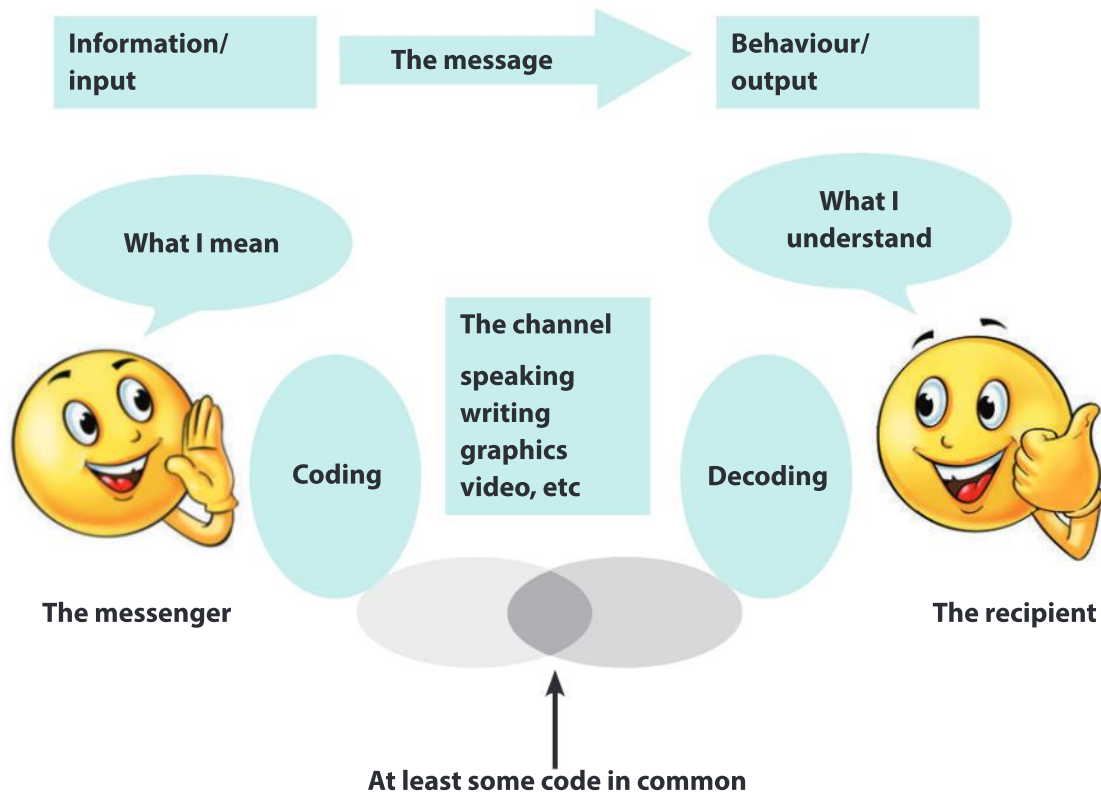 Information/
input
The message
Behaviour/
output
What I mean
What I
understand
The channel
speaking
writing
graphics
video, etc
Coding
Decoding
The messenger
The recipient
At least some code in common